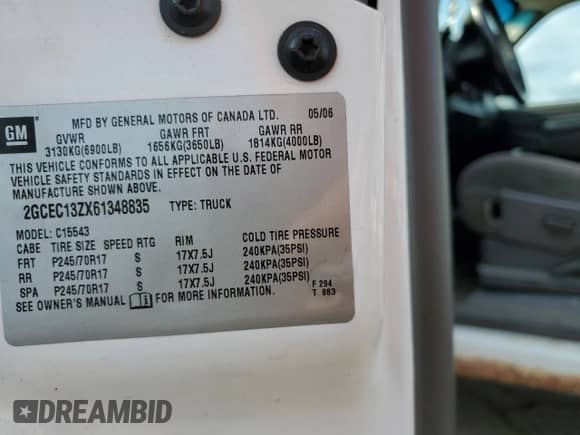 GM
MFD BY GENERAL MOTORS OF CANADA LTD. 05/06
GVWR GAWR FRT GAWR RR
3130KG(6900LB) 1656KG(3650LB) 1814KG(4000LB)
THIS VEHICLE CONFORMS TO ALL APPLICABLE U.S. FEDERAL MOTOR
VEHICLE SAFETY STANDARDS IN EFFECT ON THE DATE OF
MANUFACTURE SHOWN ABOVE.
2GCEC13ZX61348835 TYPE: TRUCK
MODEL: C15543
CABE TIRE SIZE SPEED RTG RIM COLD TIRE PRESSURE
FRT P245/70R17 S 17X7.5J 240KPA(35PSI)
RR P245/70R17 S 17X7.5J 240KPA(35PSI)
SPA P245/70R17 S 17X7.5J 240KPA(35PSI)
SEE OWNER'S MANUAL FOR MORE INFORMATION.
F 294
T 883
DREAMBID